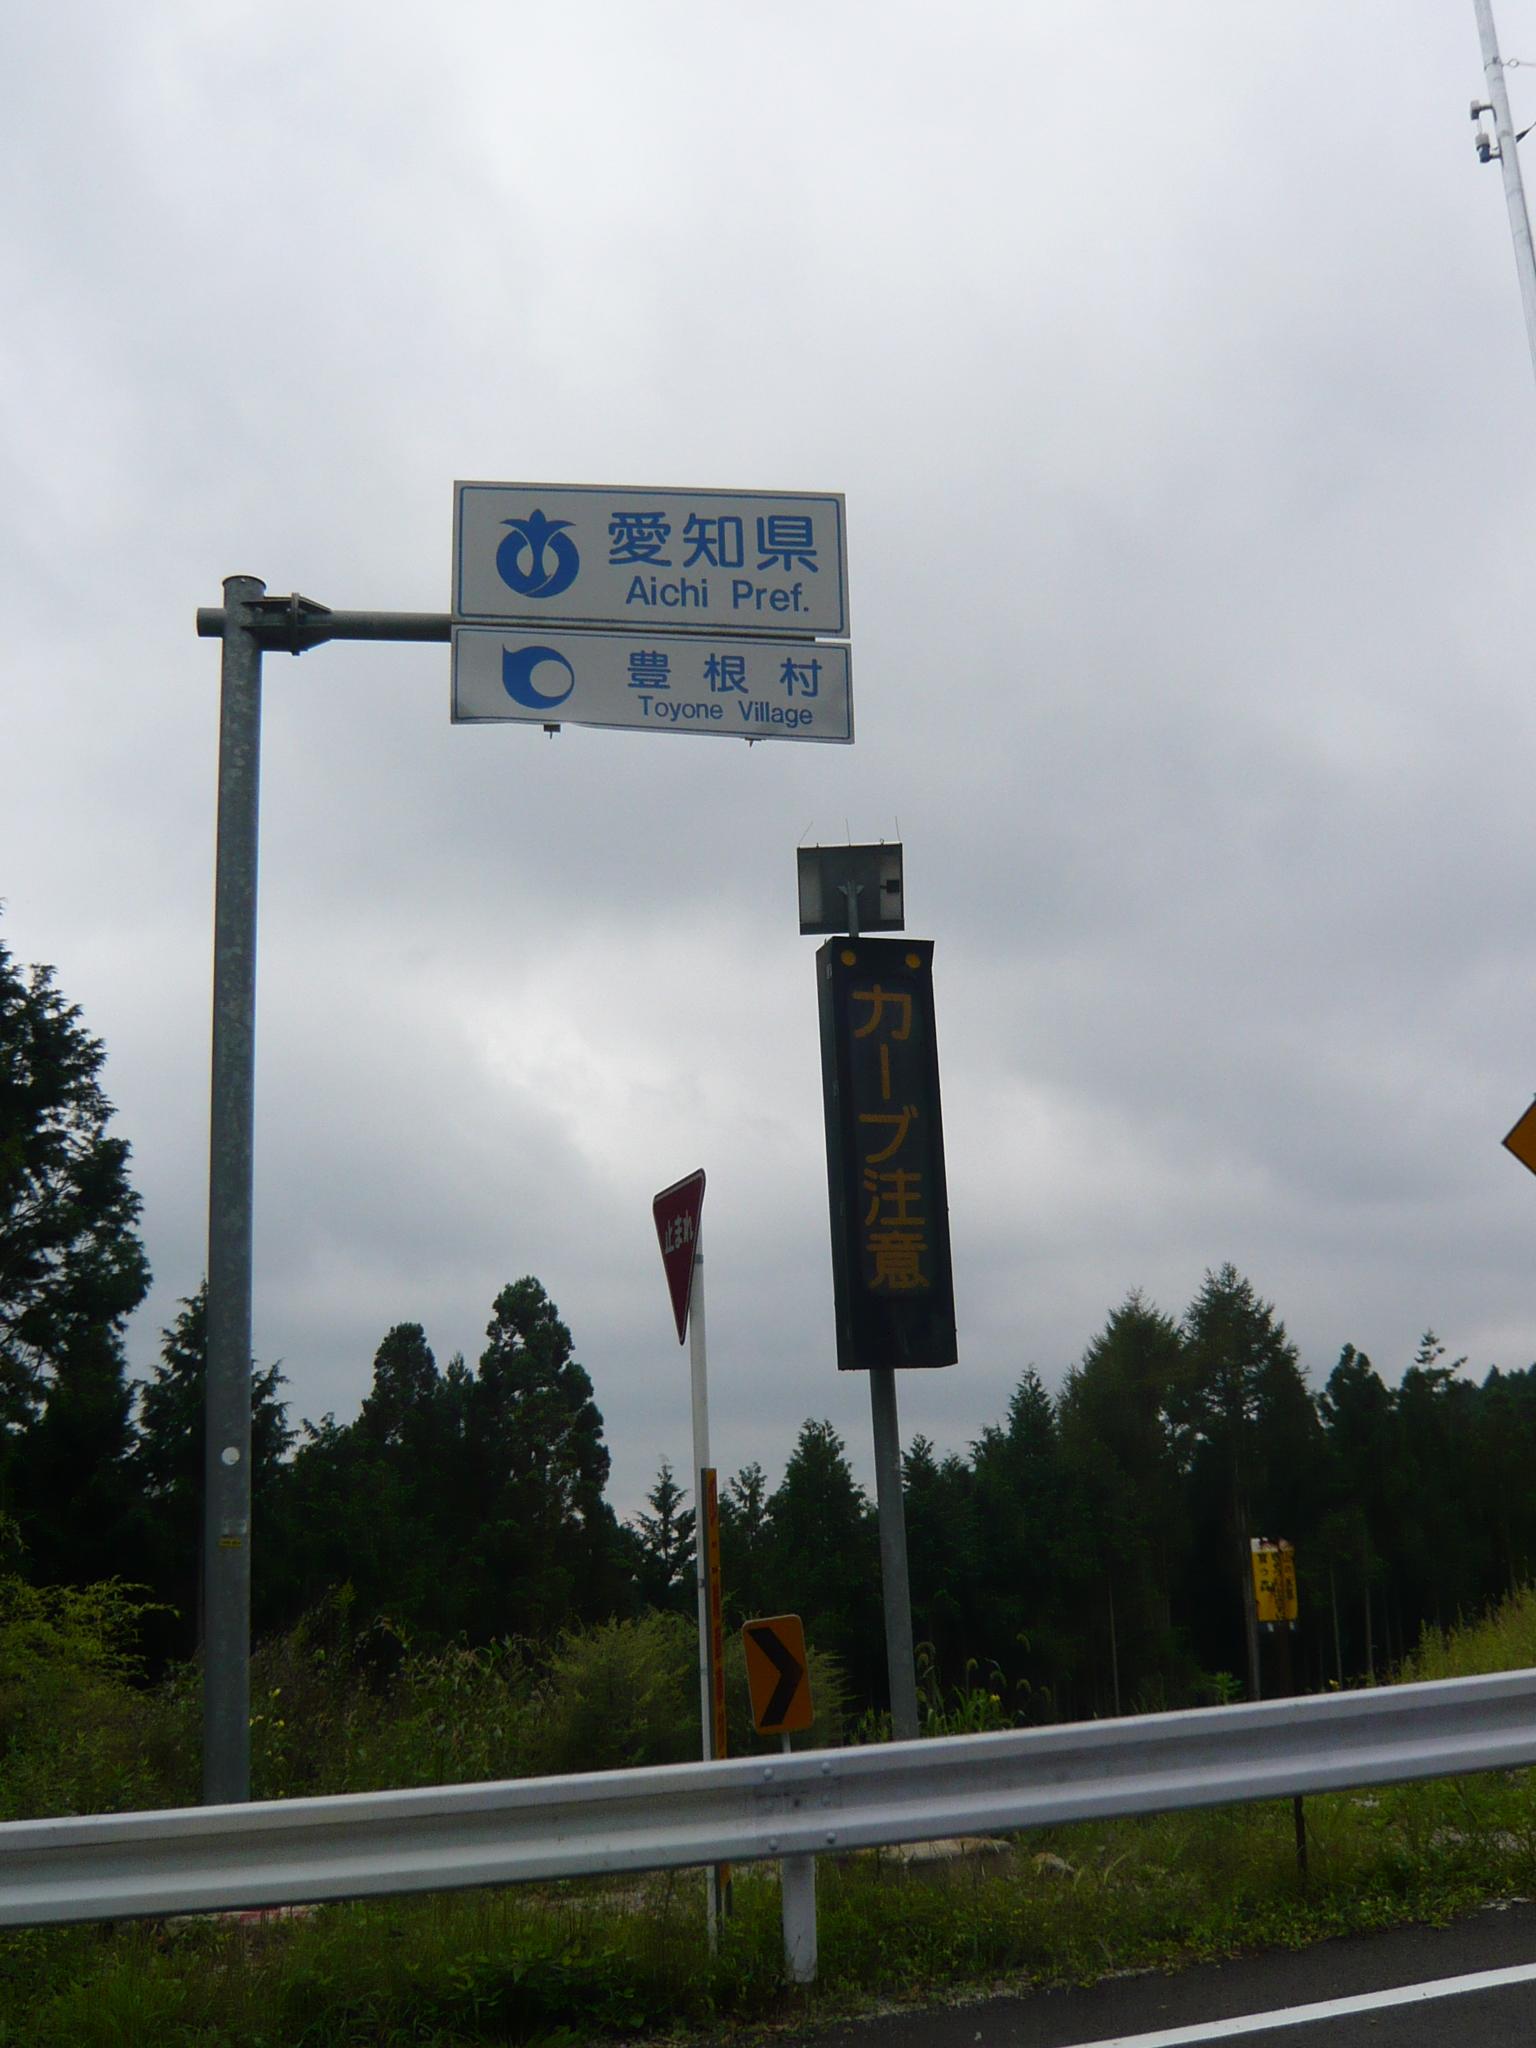 愛知県
Aichi Pref.
豊根村
Toyone Village
カーブ注意
止まれ